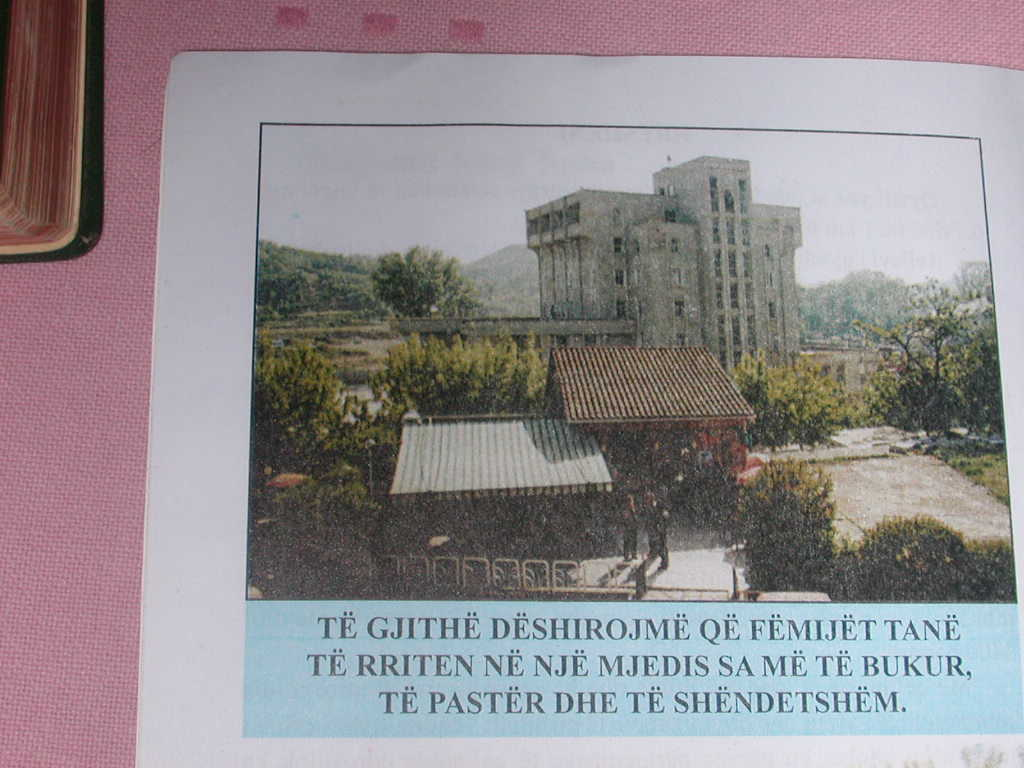 TË GJITHË DËSHIROJMË QË FËMIJËT TANË
TË RRITEN NË NJË MJEDIS SA MË TË BUKUR,
TË PASTËR DHE TË SHËNDETSHËM.